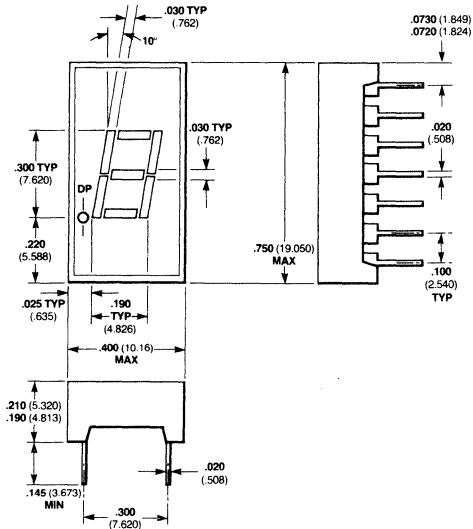 .030 TYP
(.762)
10°
.0730 (1.849)
.0720 (1.824)
.030 TYP
(.762)
.020
(.508)
.300 TYP
(7.620)
DP
.220
(5.588)
.750 (19.050)
MAX
.100
(2.540)
TYP
.025 TYP
(.635)
.190
TYP
(4.826)
.400 (10.16)
MAX
.210 (5.320)
.190 (4.813)
.020
(.508)
.145 (3.673)
MIN
.300
(7.620)